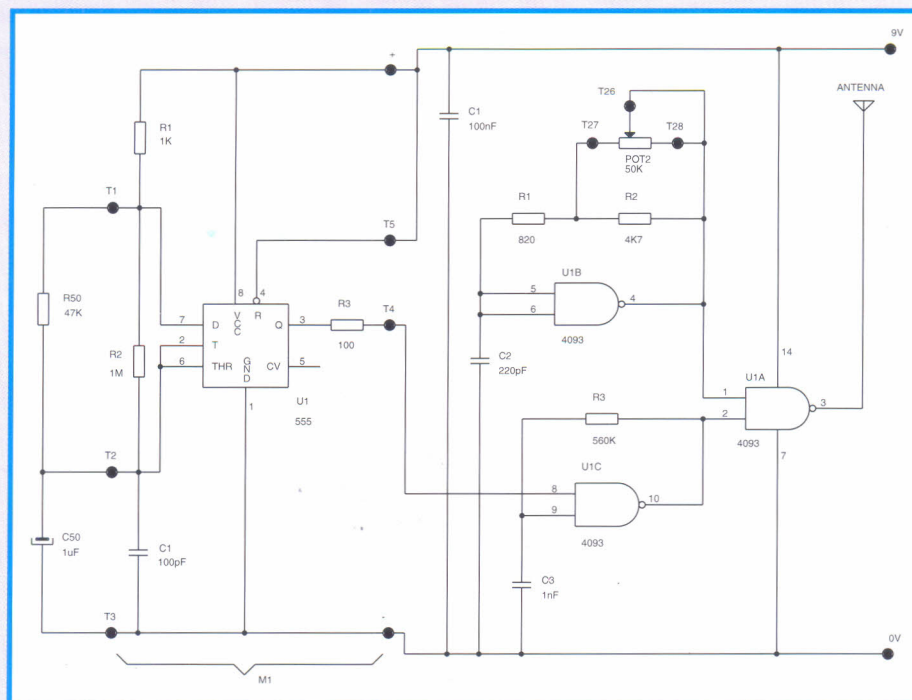 9V
+
ANTENNA
T26
C1
100nF
R1
1K
T27
T28
POT2
50K
T1
T5
R1
820
R2
4K7
U1B
5
6
4
4093
R50
47K
8
4
V
C
C
R
7
D
Q
3
R3
100
T4
2
T
R2
1M
6
THR
G
N
D
CV
5
1
U1
555
C2
220pF
14
U1A
1
2
3
4093
7
R3
560K
U1C
8
9
10
4093
T2
C50
1uF
C1
100pF
C3
1nF
T3
0V
M1